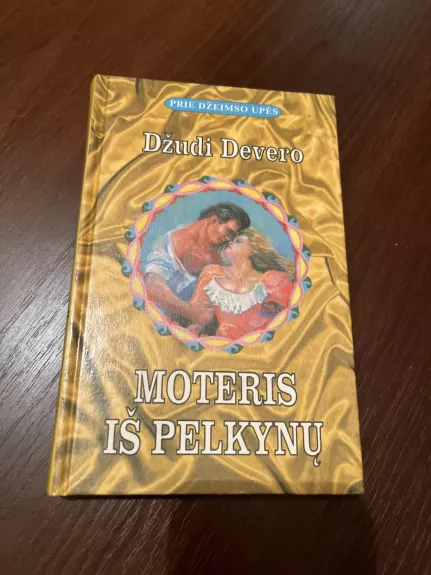 PRIE DŽEIMSO UPĖS
Džudi Devero
MOTERIS
IŠ PELKYNŲ